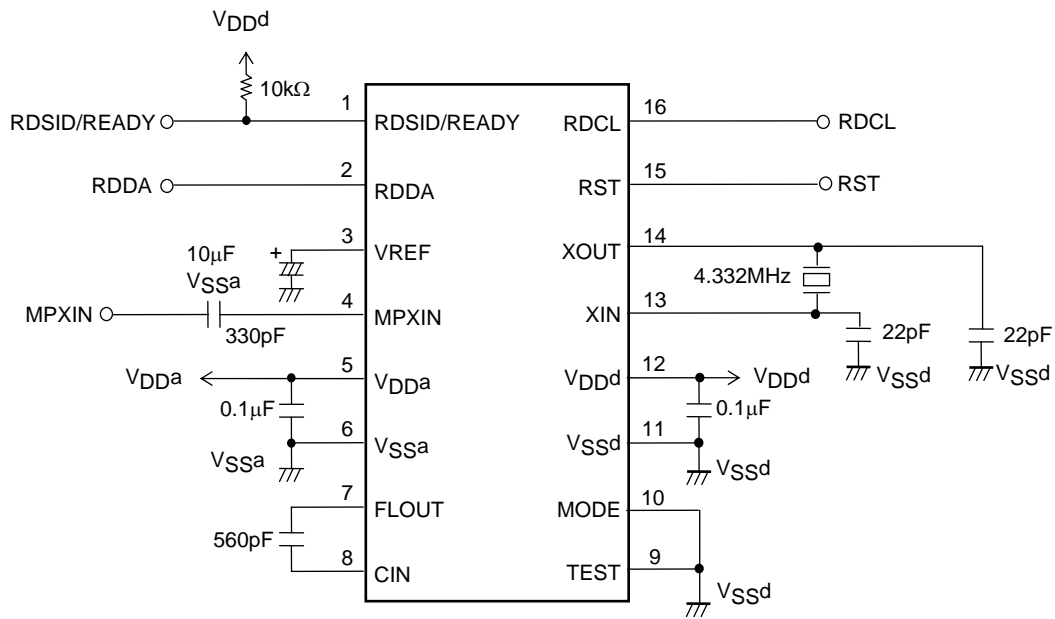 VDDd
10kΩ
RDSID/READY 1 RDSID/READY RDCL 16 RDCL
RDDA 2 RDDA RST 15 RST
10μF + 3 VREF XOUT 14
VSSa
4.332MHz
MPXIN 330pF 4 MPXIN XIN 13
22pF 22pF
VSSd VSSd
VDDa 5 VDDa VDDd 12 VDDd
0.1μF 0.1μF
6 VSSa VSSd 11
VSSa VSSd
7 FLOUT MODE 10
560pF
8 CIN TEST 9
VSSd